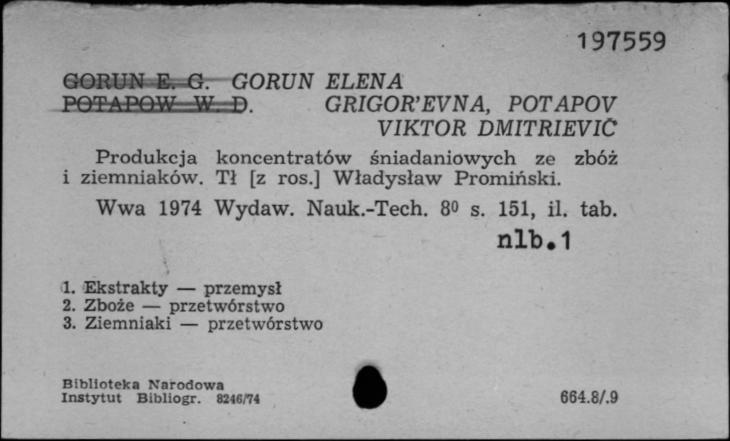 197559
GORUN E. G. GORUN ELENA
POTAPOW W. D. GRIGOR'EVNA, POTAPOV
VIKTOR DMITRIEVIČ
Produkcja koncentratów śniadaniowych ze zbóż
i ziemniaków. Tł [z ros.] Władysław Promiński.
Wwa 1974 Wydaw. Nauk.-Tech. 8⁰ s. 151, il. tab.
nlb.1
1. Ekstrakty — przemysł
2. Zboże — przetwórstwo
3. Ziemniaki — przetwórstwo
Biblioteka Narodowa
Instytut Bibliogr. 8246/74
664.8/.9